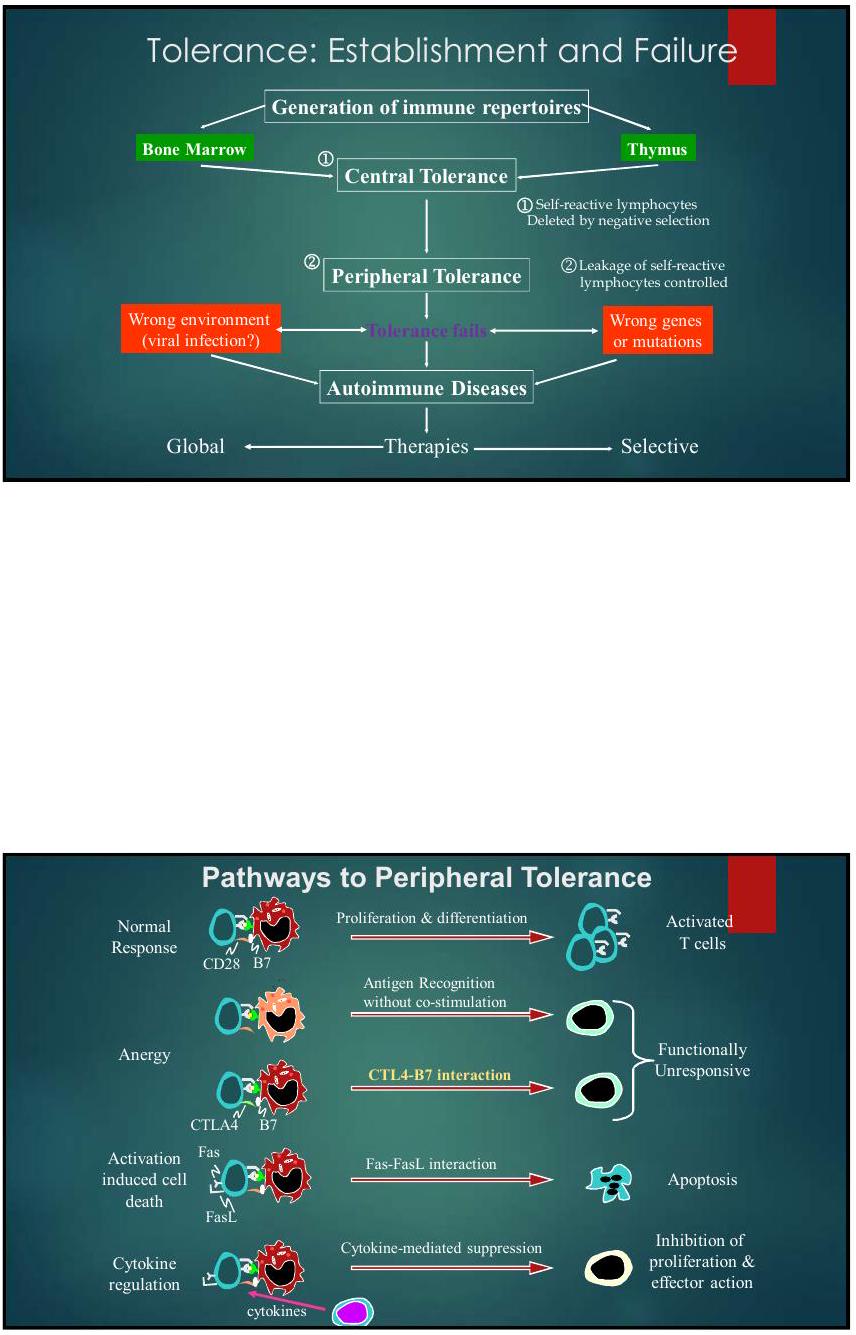 Tolerance: Establishment and Failure
Generation of immune repertoires
Bone Marrow
Thymus
①
Central Tolerance
① Self-reactive lymphocytes
Deleted by negative selection
②
Peripheral Tolerance
② Leakage of self-reactive
lymphocytes controlled
Wrong environment
(viral infection?)
Tolerance fails
Wrong genes
or mutations
Autoimmune Diseases
Global
Therapies
Selective
Pathways to Peripheral Tolerance
Normal
Response
CD28
B7
Proliferation & differentiation
Activated
T cells
Anergy
Antigen Recognition
without co-stimulation
CTLA4
B7
CTL4-B7 interaction
Functionally
Unresponsive
Activation
induced cell
death
Fas
FasL
Fas-FasL interaction
Apoptosis
Cytokine
regulation
cytokines
Cytokine-mediated suppression
Inhibition of
proliferation &
effector action